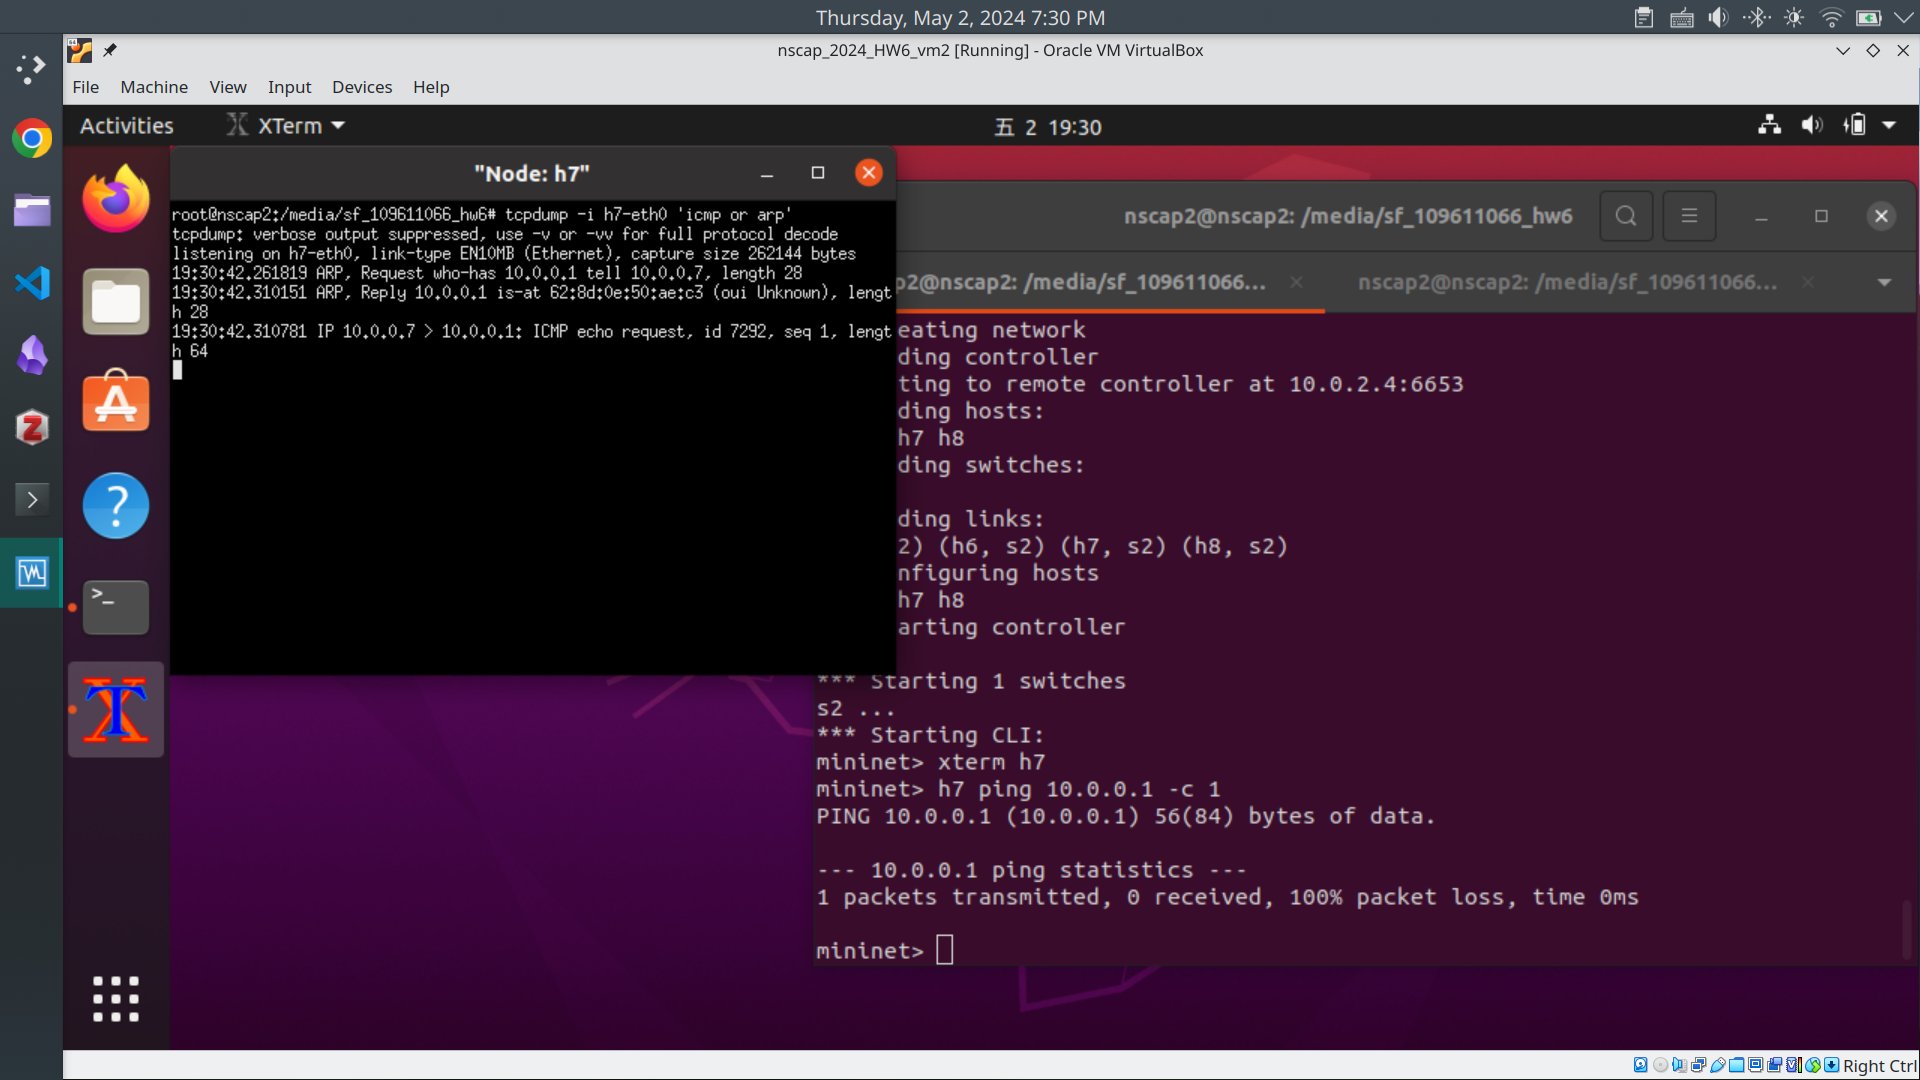 Thursday, May 2, 2024 7:30 PM
nscap_2024_HW6_vm2 [Running] - Oracle VM VirtualBox
File Machine View Input Devices Help
Activities XTerm 五 2 19:30
"Node: h7"
root@nscap2:/media/sf_109611066_hw6# tcpdump -i h7-eth0 'icmp or arp'
tcpdump: verbose output suppressed, use -v or -vv for full protocol decode
listening on h7-eth0, link-type EN10MB (Ethernet), capture size 262144 bytes
19:30:42.261819 ARP, Request who-has 10.0.0.1 tell 10.0.0.7, length 28
19:30:42.310151 ARP, Reply 10.0.0.1 is-at 62:8d:0e:50:ae:c3 (oui Unknown), lengt
h 28
19:30:42.310781 IP 10.0.0.7 > 10.0.0.1: ICMP echo request, id 7292, seq 1, lengt
h 64
nscap2@nscap2: /media/sf_109611066_hw6
p2@nscap2: /media/sf_109611066... nscap2@nscap2: /media/sf_109611066...
eating network
ding controller
ting to remote controller at 10.0.2.4:6653
ding hosts:
h7 h8
ding switches:
ding links:
2) (h6, s2) (h7, s2) (h8, s2)
nfiguring hosts
h7 h8
arting controller
*** Starting 1 switches
s2 ...
*** Starting CLI:
mininet> xterm h7
mininet> h7 ping 10.0.0.1 -c 1
PING 10.0.0.1 (10.0.0.1) 56(84) bytes of data.
--- 10.0.0.1 ping statistics ---
1 packets transmitted, 0 received, 100% packet loss, time 0ms
mininet>
Right Ctrl